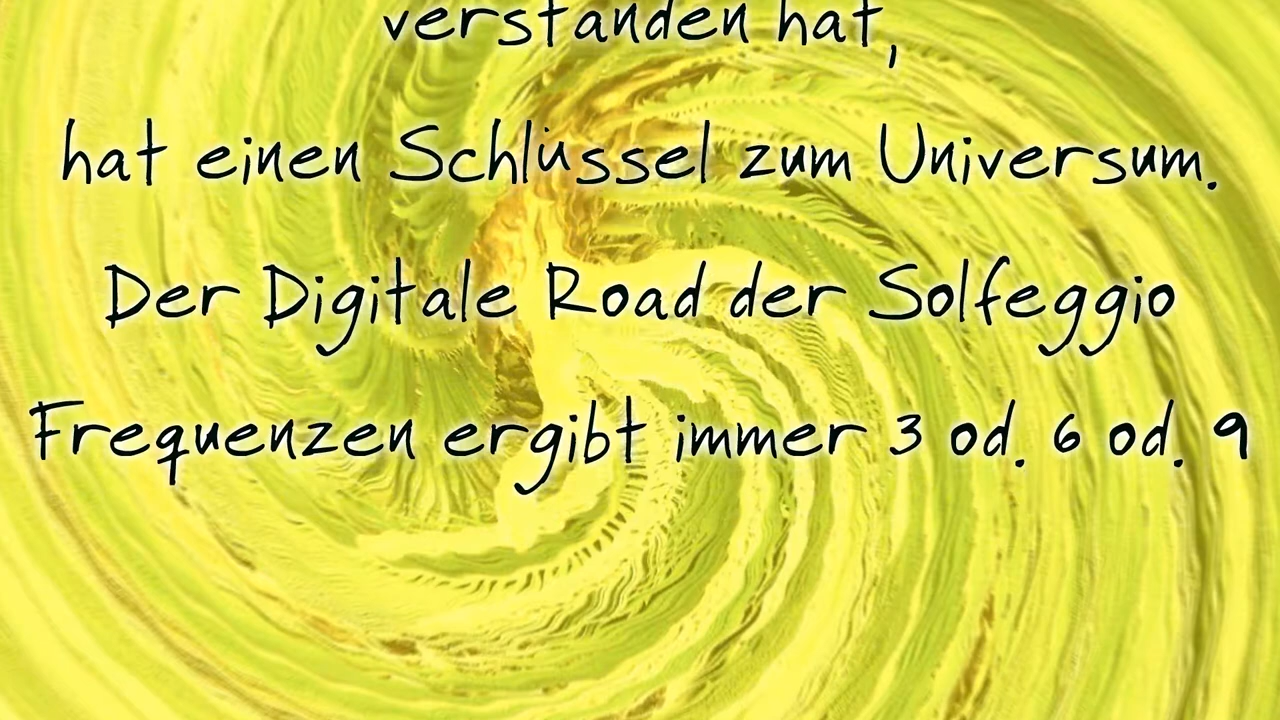 verstanden hat,
hat einen Schlüssel zum Universum.
Der Digitale Road der Solfeggio
Frequenzen ergibt immer 3 od. 6 od. 9